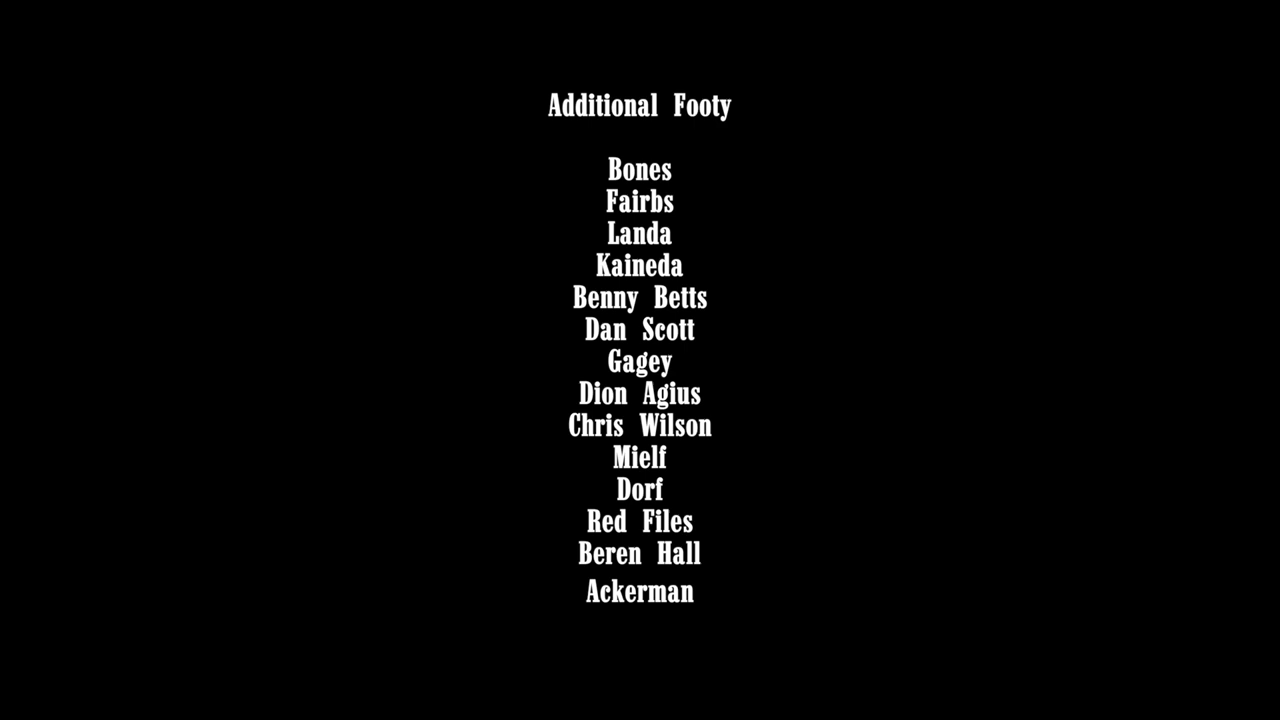 Additional Footy
Bones
Fairbs
Landa
Kaineda
Benny Betts
Dan Scott
Gagey
Dion Agius
Chris Wilson
Mielf
Dorf
Red Files
Beren Hall
Ackerman